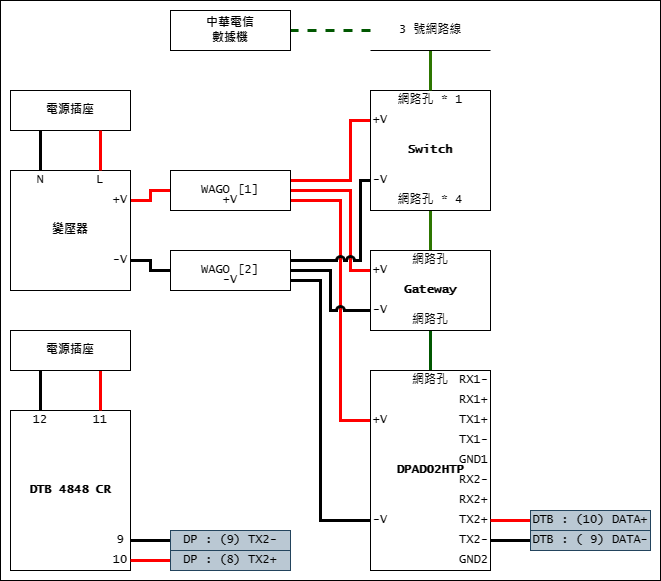 中華電信
數據機
3 號網路線
電源插座
N
L
+V
變壓器
-V
WAGO [1]
+V
WAGO [2]
-V
網路孔 * 1
+V
Switch
-V
網路孔 * 4
網路孔
+V
Gateway
-V
網路孔
電源插座
12
11
DTB 4848 CR
9
10
DP : (9) TX2-
DP : (8) TX2+
網路孔
RX1-
RX1+
+V
TX1+
TX1-
GND1
DPAD02HTP
RX2-
RX2+
-V
TX2+
TX2-
GND2
DTB : (10) DATA+
DTB : ( 9) DATA-